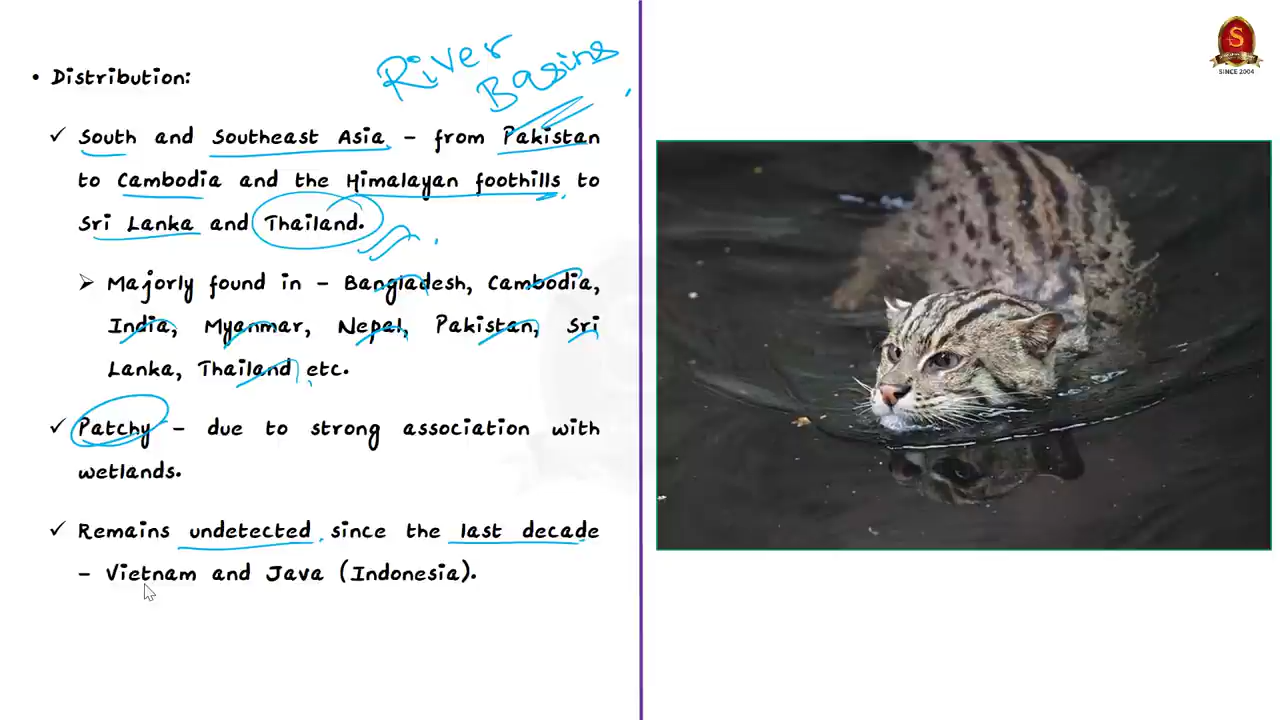 River
Basins
• Distribution:
✓ South and Southeast Asia – from Pakistan
to Cambodia and the Himalayan foothills to
Sri Lanka and Thailand.
➢ Majorly found in – Bangladesh, Cambodia,
India, Myanmar, Nepal, Pakistan, Sri
Lanka, Thailand etc.
✓ Patchy – due to strong association with
wetlands.
✓ Remains undetected since the last decade
– Vietnam and Java (Indonesia).
S
SINCE 2004